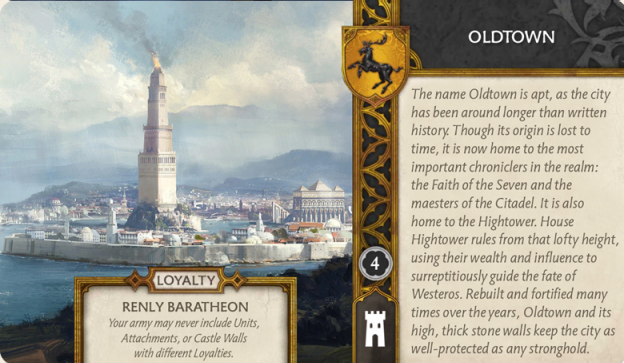 OLDTOWN
The name Oldtown is apt, as the city
has been around longer than written
history. Though its origin is lost to
time, it is now home to the most
important chroniclers in the realm:
the Faith of the Seven and the
maesters of the Citadel. It is also
home to the Hightower. House
Hightower rules from that lofty height,
using their wealth and influence to
surreptitiously guide the fate of
Westeros. Rebuilt and fortified many
times over the years, Oldtown and its
high, thick stone walls keep the city as
well-protected as any stronghold.
4
LOYALTY
RENLY BARATHEON
Your army may never include Units,
Attachments, or Castle Walls
with different Loyalties.